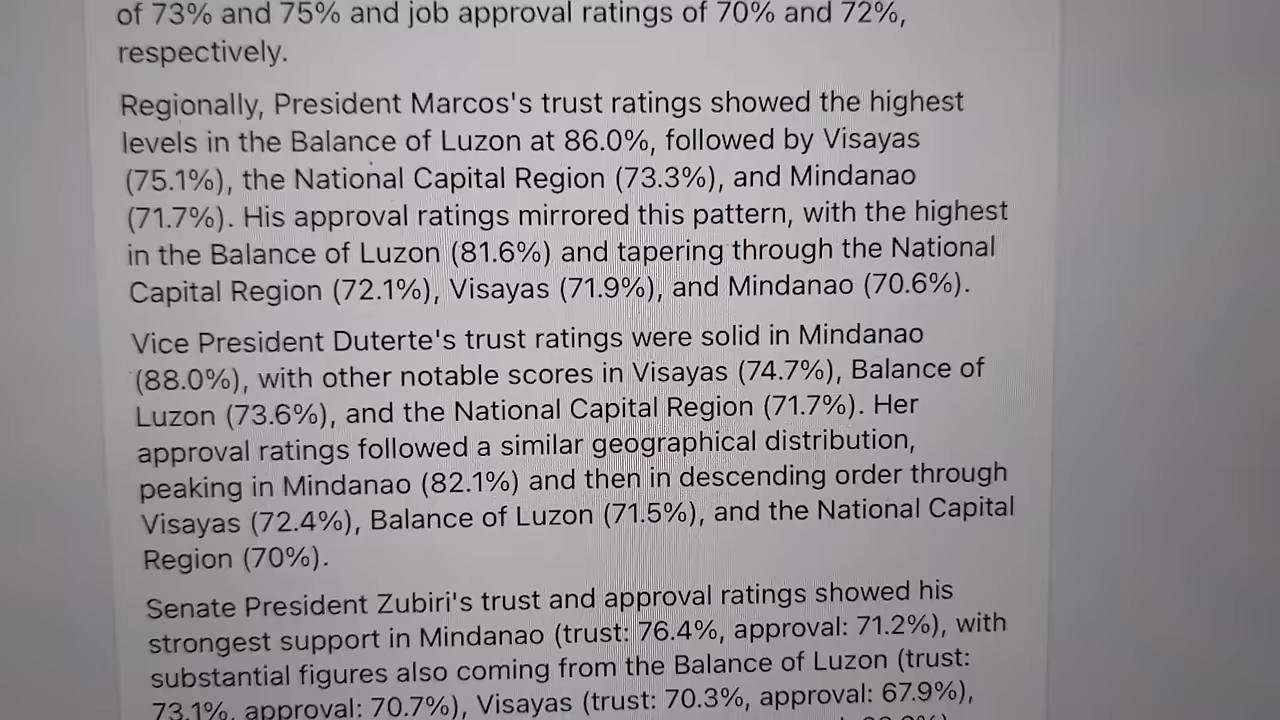 of 73% and 75% and job approval ratings of 70% and 72%,
respectively.
Regionally, President Marcos's trust ratings showed the highest
levels in the Balance of Luzon at 86.0%, followed by Visayas
(75.1%), the National Capital Region (73.3%), and Mindanao
(71.7%). His approval ratings mirrored this pattern, with the highest
in the Balance of Luzon (81.6%) and tapering through the National
Capital Region (72.1%), Visayas (71.9%), and Mindanao (70.6%).
Vice President Duterte's trust ratings were solid in Mindanao
(88.0%), with other notable scores in Visayas (74.7%), Balance of
Luzon (73.6%), and the National Capital Region (71.7%). Her
approval ratings followed a similar geographical distribution,
peaking in Mindanao (82.1%) and then in descending order through
Visayas (72.4%), Balance of Luzon (71.5%), and the National Capital
Region (70%).
Senate President Zubiri's trust and approval ratings showed his
strongest support in Mindanao (trust: 76.4%, approval: 71.2%), with
substantial figures also coming from the Balance of Luzon (trust:
73.1%, approval: 70.7%), Visayas (trust: 70.3%, approval: 67.9%),